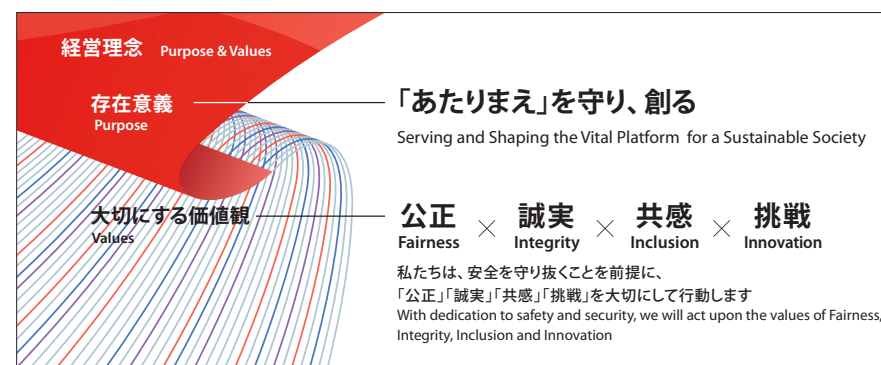 経営理念 Purpose & Values
存在意義
Purpose
「あたりまえ」を守り、創る
Serving and Shaping the Vital Platform for a Sustainable Society
大切にする価値観
Values
公正 × 誠実 × 共感 × 挑戦
Fairness Integrity Inclusion Innovation
私たちは、安全を守り抜くことを前提に、
「公正」「誠実」「共感」「挑戦」を大切にして行動します
With dedication to safety and security, we will act upon the values of Fairness,
Integrity, Inclusion and Innovation